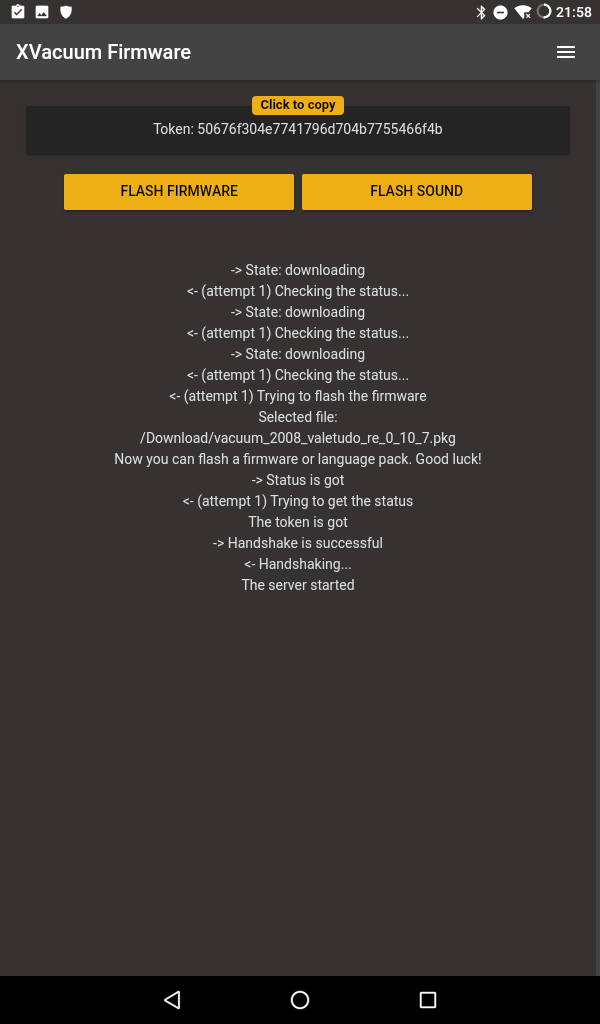 21:58
XVacuum Firmware
Click to copy
Token: 50676f304e7741796d704b7755466f4b
FLASH FIRMWARE
FLASH SOUND
-> State: downloading
<- (attempt 1) Checking the status...
-> State: downloading
<- (attempt 1) Checking the status...
-> State: downloading
<- (attempt 1) Checking the status...
<- (attempt 1) Trying to flash the firmware
Selected file:
/Download/vacuum_2008_valetudo_re_0_10_7.pkg
Now you can flash a firmware or language pack. Good luck!
-> Status is got
<- (attempt 1) Trying to get the status
The token is got
-> Handshake is successful
<- Handshaking...
The server started